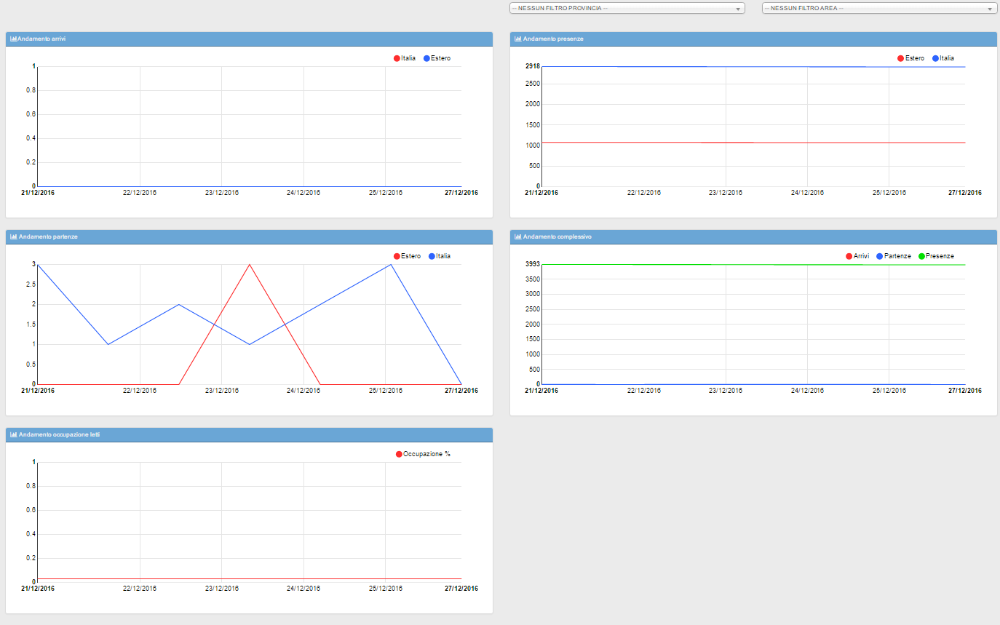 -- NESSUN FILTRO PROVINCIA --
-- NESSUN FILTRO AREA --
Andamento arrivi
Italia Estero
1
0.8
0.6
0.4
0.2
0
21/12/2016 22/12/2016 23/12/2016 24/12/2016 25/12/2016 27/12/2016
Andamento presenze
Estero Italia
2918
2500
2000
1500
1000
500
0
21/12/2016 22/12/2016 23/12/2016 24/12/2016 25/12/2016 27/12/2016
Andamento partenze
Estero Italia
3
2.5
2
1.5
1
0.5
0
21/12/2016 22/12/2016 23/12/2016 24/12/2016 25/12/2016 27/12/2016
Andamento complessivo
Arrivi Partenze Presenze
3993
3500
3000
2500
2000
1500
1000
500
0
21/12/2016 22/12/2016 23/12/2016 24/12/2016 25/12/2016 27/12/2016
Andamento occupazione letti
Occupazione %
1
0.8
0.6
0.4
0.2
0
21/12/2016 22/12/2016 23/12/2016 24/12/2016 25/12/2016 27/12/2016